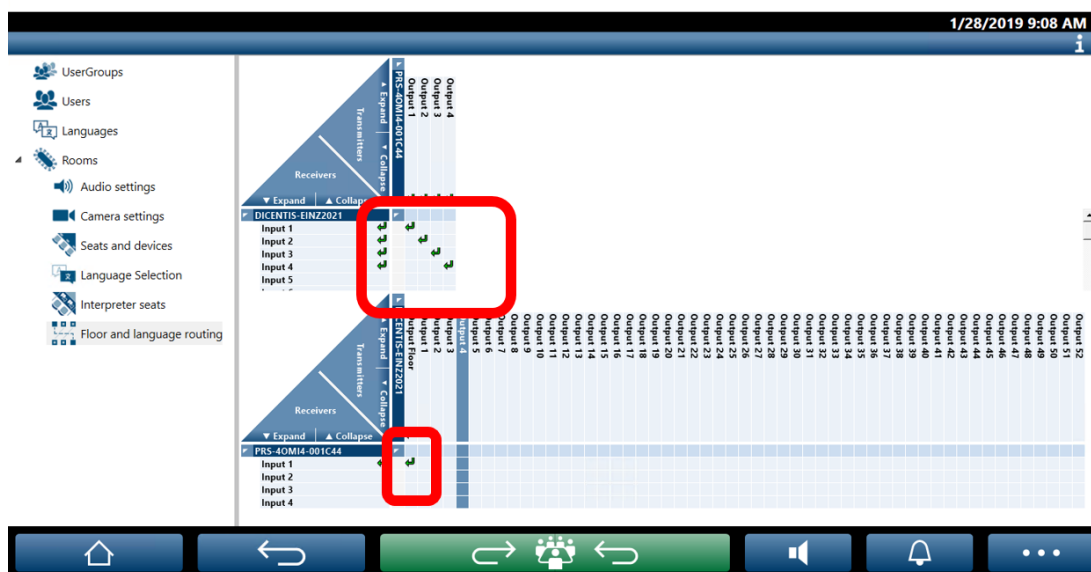 1/28/2019 9:08 AM
i
UserGroups
Users
Languages
Rooms
Audio settings
Camera settings
Seats and devices
Language Selection
Interpreter seats
Floor and language routing
Transmitters
Receivers
▲ Expand
▼ Collapse
▼ Expand
PRS-4OMI4-001C44
Output 1
Output 2
Output 3
Output 4
DICENTIS-EINZ2021
Input 1
Input 2
Input 3
Input 4
Input 5
Transmitters
Receivers
▲ Expand
▼ Collapse
▼ Expand
▲ Collapse
Output Floor
Output 1
Output 2
Output 3
Output 4
Output 5
Output 6
Output 7
Output 8
Output 9
Output 10
Output 11
Output 12
Output 13
Output 14
Output 15
Output 16
Output 17
Output 18
Output 19
Output 20
Output 21
Output 22
Output 23
Output 24
Output 25
Output 26
Output 27
Output 28
Output 29
Output 30
Output 31
Output 32
Output 33
Output 34
Output 35
Output 36
Output 37
Output 38
Output 39
Output 40
Output 41
Output 42
Output 43
Output 44
Output 45
Output 46
Output 47
Output 48
Output 49
Output 50
Output 51
Output 52
PRS-4OMI4-001C44
Input 1
Input 2
Input 3
Input 4